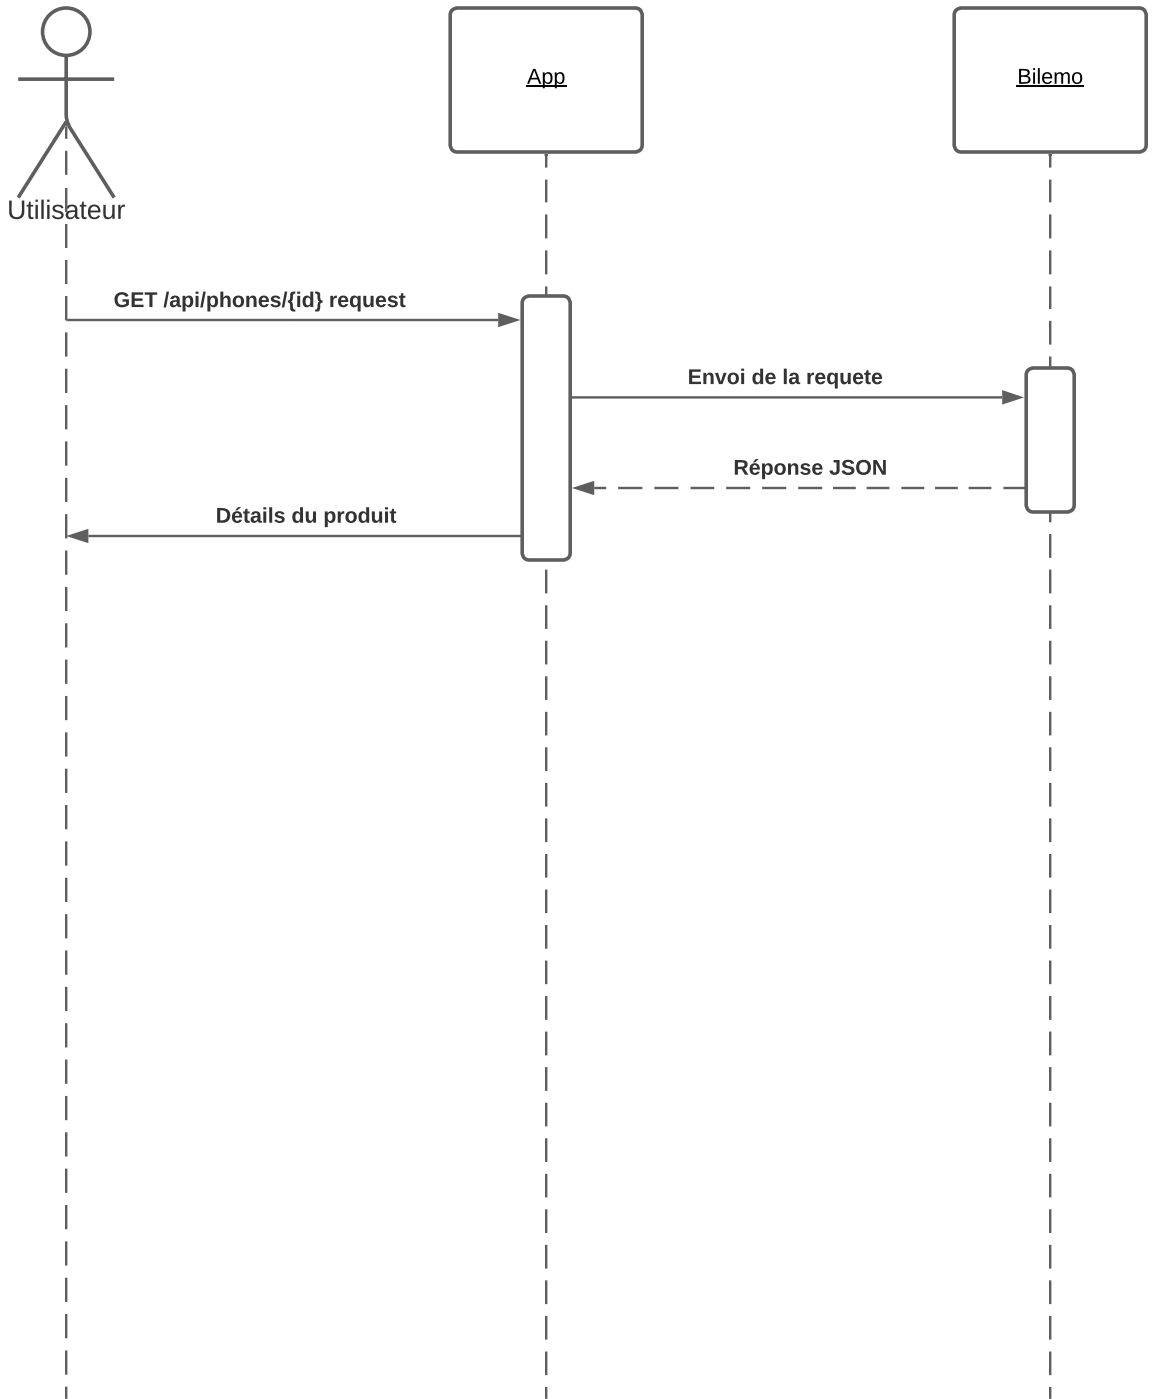 App
Bilemo
Utilisateur
GET /api/phones/{id} request
Envoi de la requete
Réponse JSON
Détails du produit